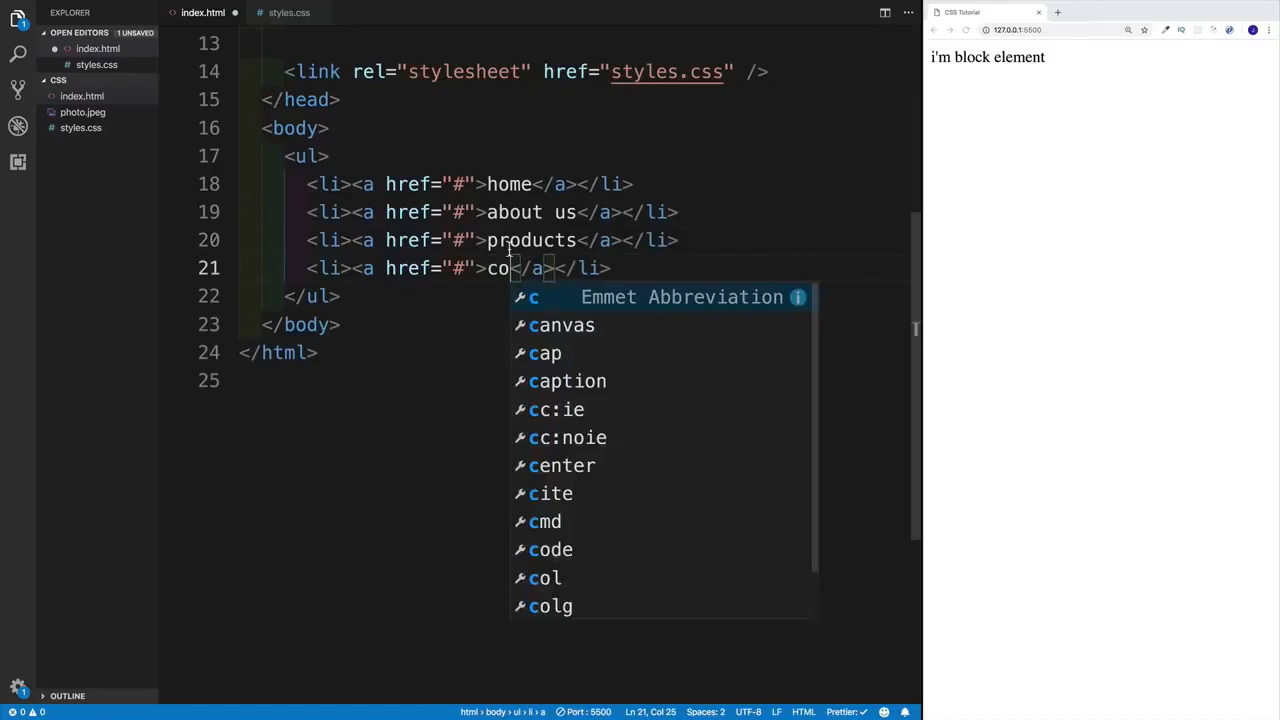 EXPLORER
OPEN EDITORS 1 UNSAVED
index.html
styles.css
CSS
index.html
photo.jpeg
styles.css
OUTLINE
1
1
<> index.html
# styles.css
13
14 <link rel="stylesheet" href="styles.css" />
15 </head>
16 <body>
17 <ul>
18 <li><a href="#">home</a></li>
19 <li><a href="#">about us</a></li>
20 <li><a href="#">products</a></li>
21 <li><a href="#">co</a></li>
22 </ul>
23 </body>
24 </html>
25
c Emmet Abbreviation
canvas
cap
caption
cc:ie
cc:noie
center
cite
cmd
code
col
colg
0 0 html › body › ul › li › a Port : 5500 Ln 21, Col 25 Spaces: 2 UTF-8 LF HTML Prettier: ✓
CSS Tutorial
127.0.0.1:5500
IQ
J
i'm block element